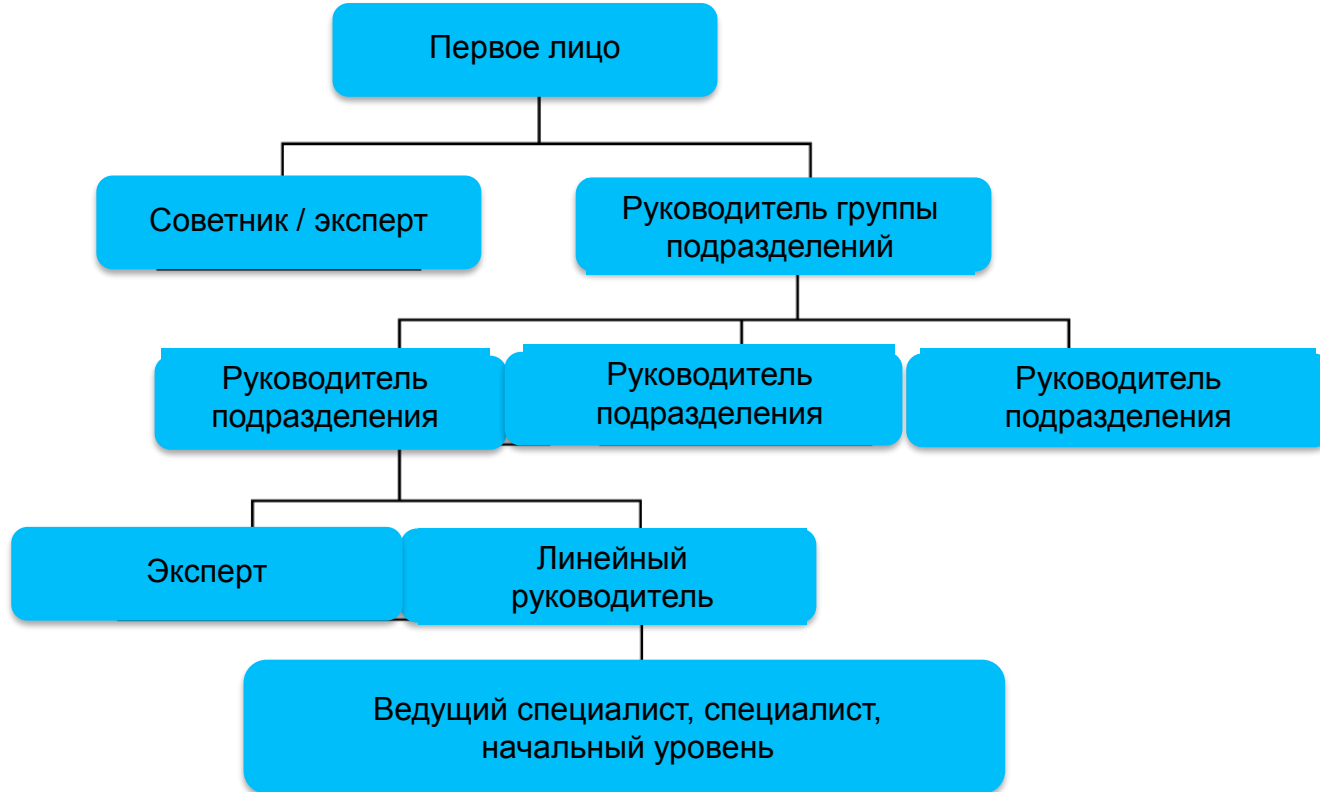 Первое лицо
Советник / эксперт
Руководитель группы
подразделений
Руководитель
подразделения
Руководитель
подразделения
Руководитель
подразделения
Эксперт
Линейный
руководитель
Ведущий специалист, специалист,
начальный уровень